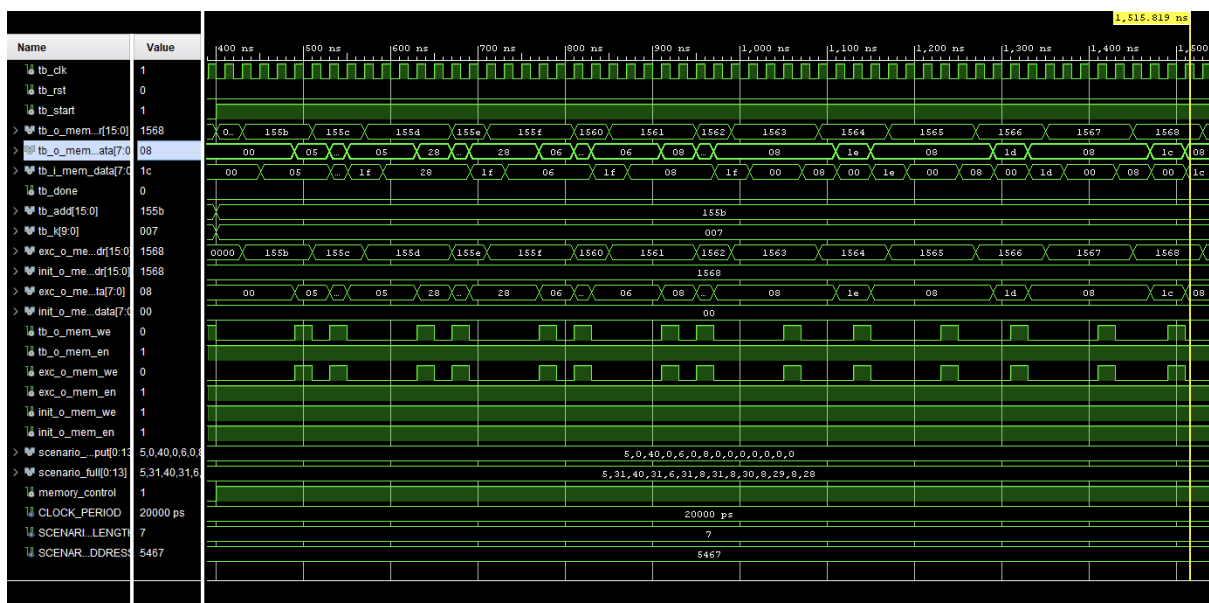 1,515.819 ns
Name Value 400 ns 500 ns 600 ns 700 ns 800 ns 900 ns 1,000 ns 1,100 ns 1,200 ns 1,300 ns 1,400 ns 1,500
tb_clk 1
tb_rst 0
tb_start 1
tb_o_mem...r[15:0] 1568 0... 155b 155c 155d 155e 155f 1560 1561 1562 1563 1564 1565 1566 1567 1568
tb_o_mem...ata[7:0 08 00 05 ... 05 28 ... 28 06 ... 06 08 ... 08 1e 08 1d 08 1c 08
tb_i_mem_data[7:0 1c 00 05 ... 1f 28 1f 06 1f 08 1f 00 08 00 1e 00 08 00 1d 00 08 00 1c
tb_done 0
tb_add[15:0] 155b 155b
tb_k[9:0] 007 007
exc_o_me...dr[15:0] 1568 0000 155b 155c 155d 155e 155f 1560 1561 1562 1563 1564 1565 1566 1567 1568
init_o_me...dr[15:0] 1568 1568
exc_o_me...ta[7:0] 08 00 05 ... 05 28 ... 28 06 ... 06 08 ... 08 1e 08 1d 08 1c 08
init_o_me...data[7:0 00 00
tb_o_mem_we 0
tb_o_mem_en 1
exc_o_mem_we 0
exc_o_mem_en 1
init_o_mem_we 1
init_o_mem_en 1
scenario_...put[0:13 5,0,40,0,6,0,8 5,0,40,0,6,0,8,0,0,0,0,0,0,0
scenario_full[0:13] 5,31,40,31,6, 5,31,40,31,6,31,8,31,8,30,8,29,8,28
memory_control 1
CLOCK_PERIOD 20000 ps 20000 ps
SCENARI...LENGTH 7 7
SCENAR...DDRESS 5467 5467